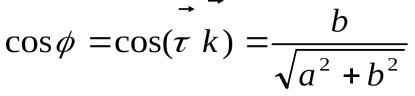 cos ϕ = cos(τ⃗ k⃗) = b / √(a² + b²)